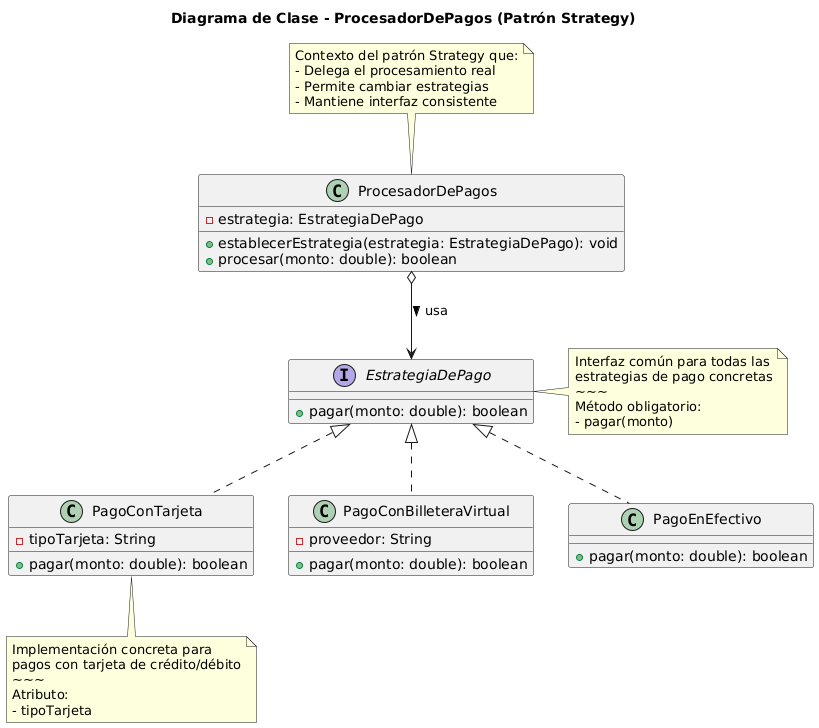 Diagrama de Clase - ProcesadorDePagos (Patrón Strategy)
Contexto del patrón Strategy que:
- Delega el procesamiento real
- Permite cambiar estrategias
- Mantiene interfaz consistente
C ProcesadorDePagos
estrategia: EstrategiaDePago
establecerEstrategia(estrategia: EstrategiaDePago): void
procesar(monto: double): boolean
usa
I EstrategiaDePago
pagar(monto: double): boolean
Interfaz común para todas las
estrategias de pago concretas
~~~
Método obligatorio:
- pagar(monto)
C PagoConTarjeta
tipoTarjeta: String
pagar(monto: double): boolean
C PagoConBilleteraVirtual
proveedor: String
pagar(monto: double): boolean
C PagoEnEfectivo
pagar(monto: double): boolean
Implementación concreta para
pagos con tarjeta de crédito/débito
~~~
Atributo:
- tipoTarjeta